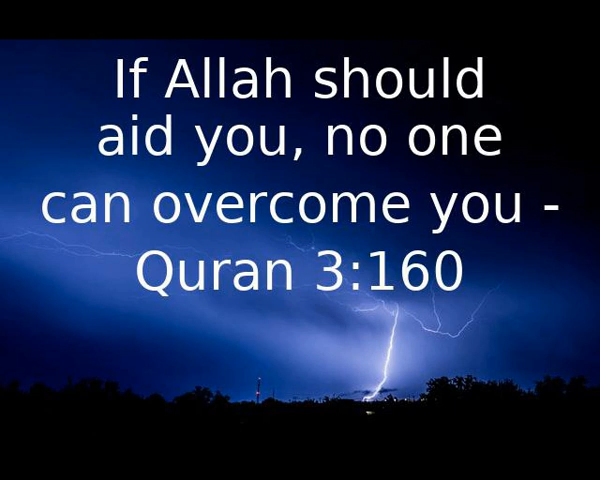 If Allah should
aid you, no one
can overcome you -
Quran 3:160